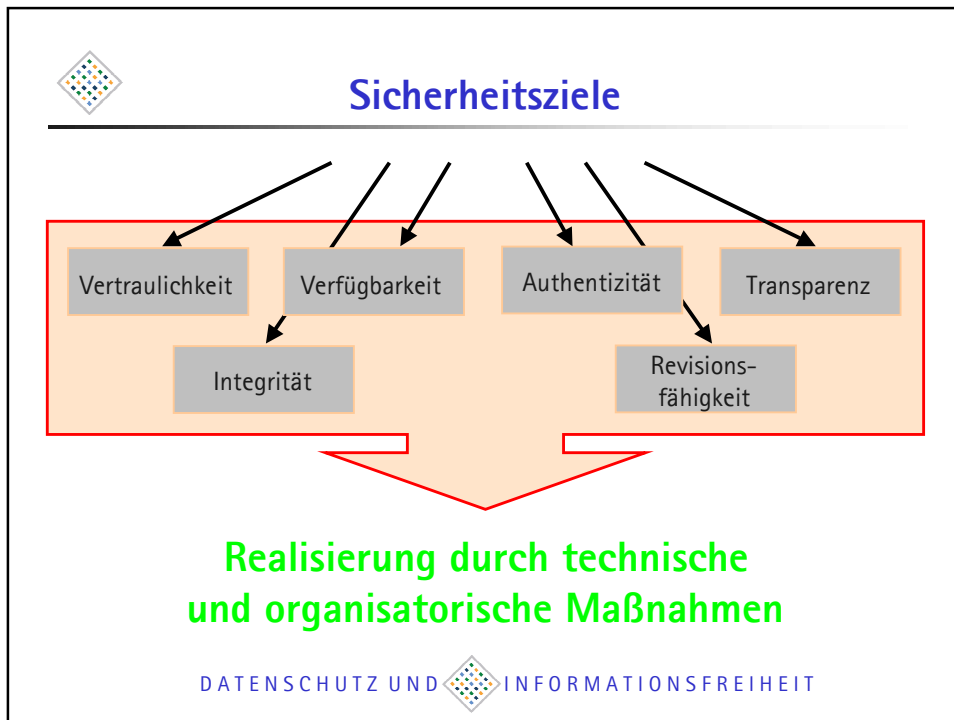 Sicherheitsziele
Vertraulichkeit
Verfügbarkeit
Authentizität
Transparenz
Integrität
Revisions-
fähigkeit
Realisierung durch technische
und organisatorische Maßnahmen
DATENSCHUTZ UND INFORMATIONSFREIHEIT